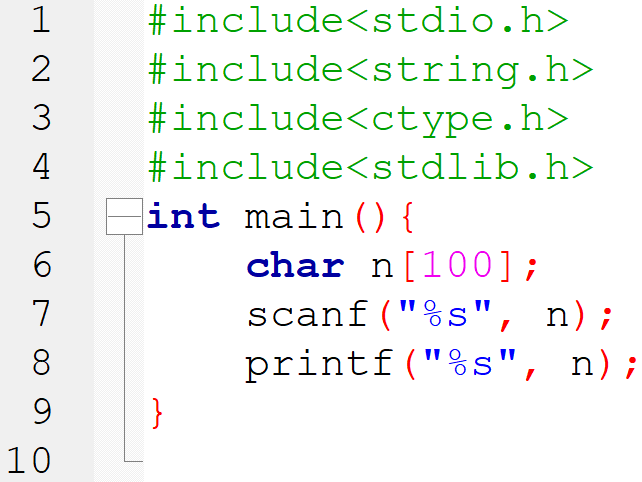 1 #include<stdio.h>
2 #include<string.h>
3 #include<ctype.h>
4 #include<stdlib.h>
5 int main(){
6 char n[100];
7 scanf("%s", n);
8 printf("%s", n);
9 }
10